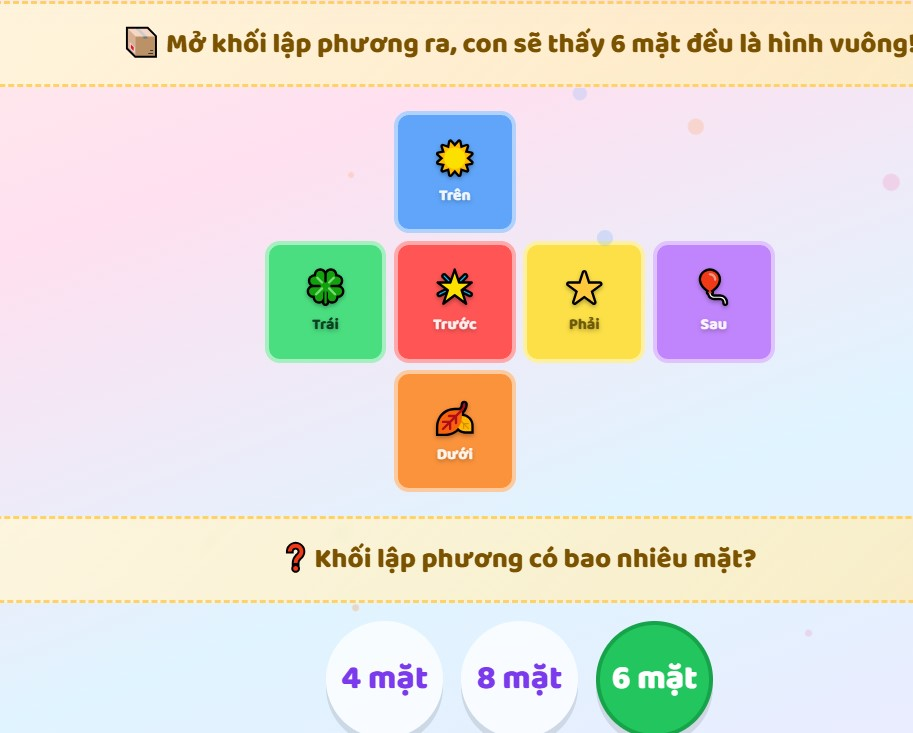 Mở khối lập phương ra, con sẽ thấy 6 mặt đều là hình vuông!
Trên
Trái
Trước
Phải
Sau
Dưới
Khối lập phương có bao nhiêu mặt?
4 mặt
8 mặt
6 mặt